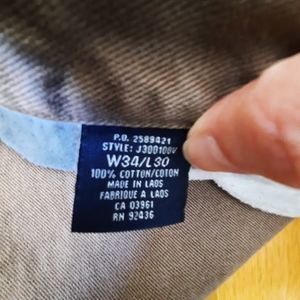 P.O. 2589421
STYLE: J300100V
W34/L30
100% COTTON/COTON
MADE IN LAOS
FABRIQUE A LAOS
CA 03961
RN 92436